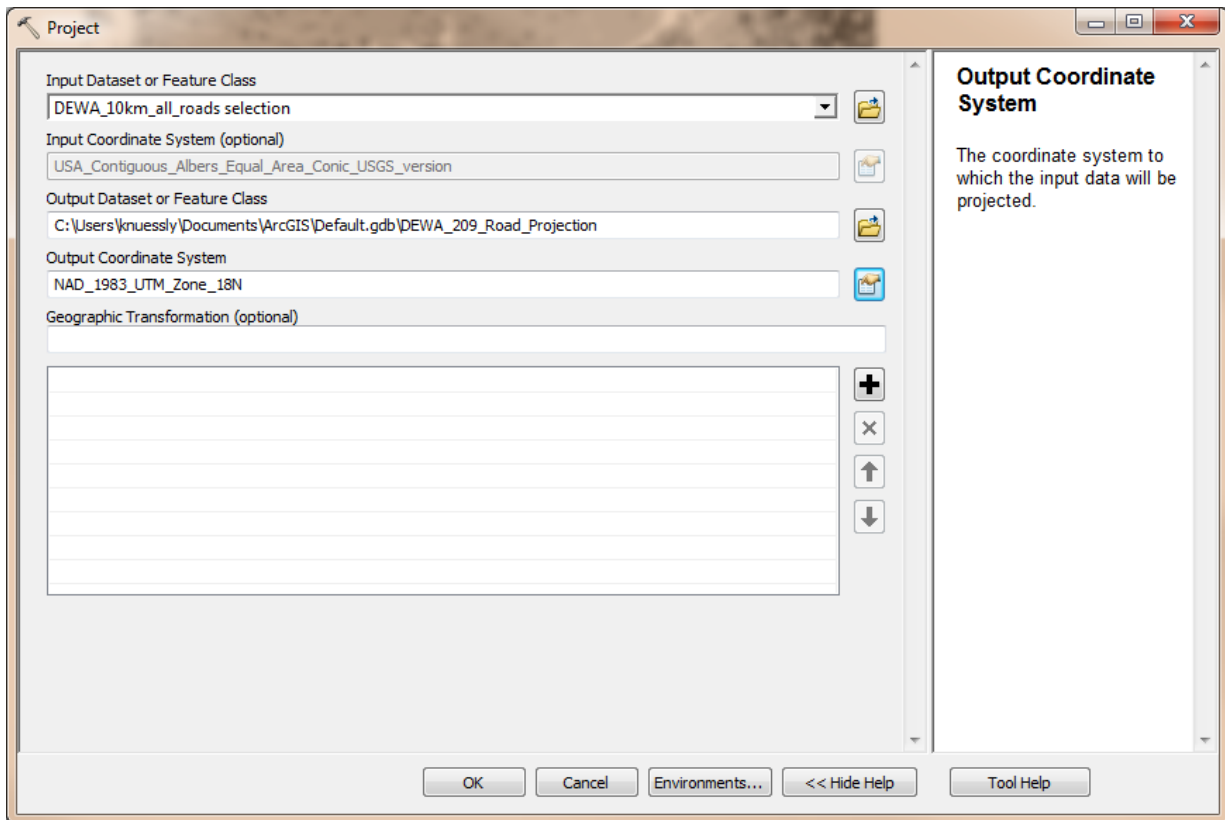 Project
Input Dataset or Feature Class
DEWA_10km_all_roads selection
Input Coordinate System (optional)
USA_Contiguous_Albers_Equal_Area_Conic_USGS_version
Output Dataset or Feature Class
C:\Users\knuessly\Documents\ArcGIS\Default.gdb\DEWA_209_Road_Projection
Output Coordinate System
NAD_1983_UTM_Zone_18N
Geographic Transformation (optional)
OK
Cancel
Environments...
<< Hide Help
Output Coordinate
System
The coordinate system to
which the input data will be
projected.
Tool Help